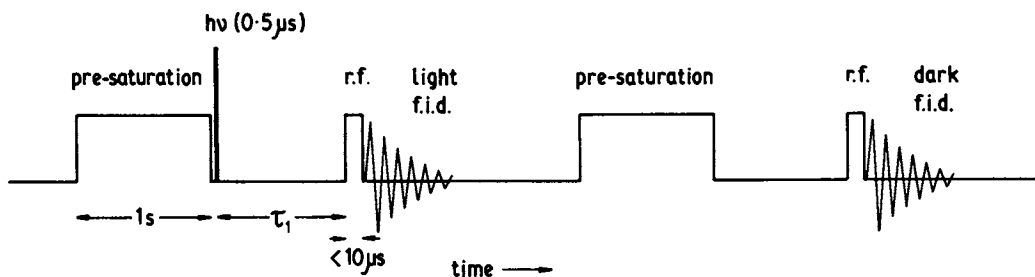 hν (0·5µs)
pre-saturation
r.f.
light
f.i.d.
pre-saturation
r.f.
dark
f.i.d.
1s
τ₁
<10µs
time